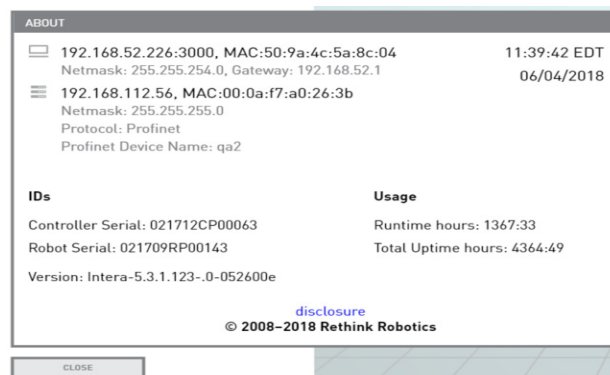 ABOUT
192.168.52.226:3000, MAC:50:9a:4c:5a:8c:04
11:39:42 EDT
Netmask: 255.255.254.0, Gateway: 192.168.52.1
06/04/2018
192.168.112.56, MAC:00:0a:f7:a0:26:3b
Netmask: 255.255.255.0
Protocol: Profinet
Profinet Device Name: qa2
IDs
Usage
Controller Serial: 021712CP00063
Runtime hours: 1367:33
Robot Serial: 021709RP00143
Total Uptime hours: 4364:49
Version: Intera-5.3.1.123-.0-052600e
disclosure
© 2008–2018 Rethink Robotics
CLOSE